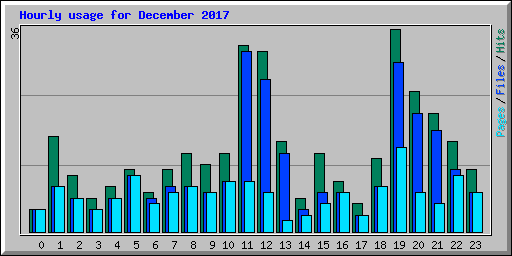 Hourly usage for December 2017
36
Pages / Files / Hits
0 1 2 3 4 5 6 7 8 9 10 11 12 13 14 15 16 17 18 19 20 21 22 23